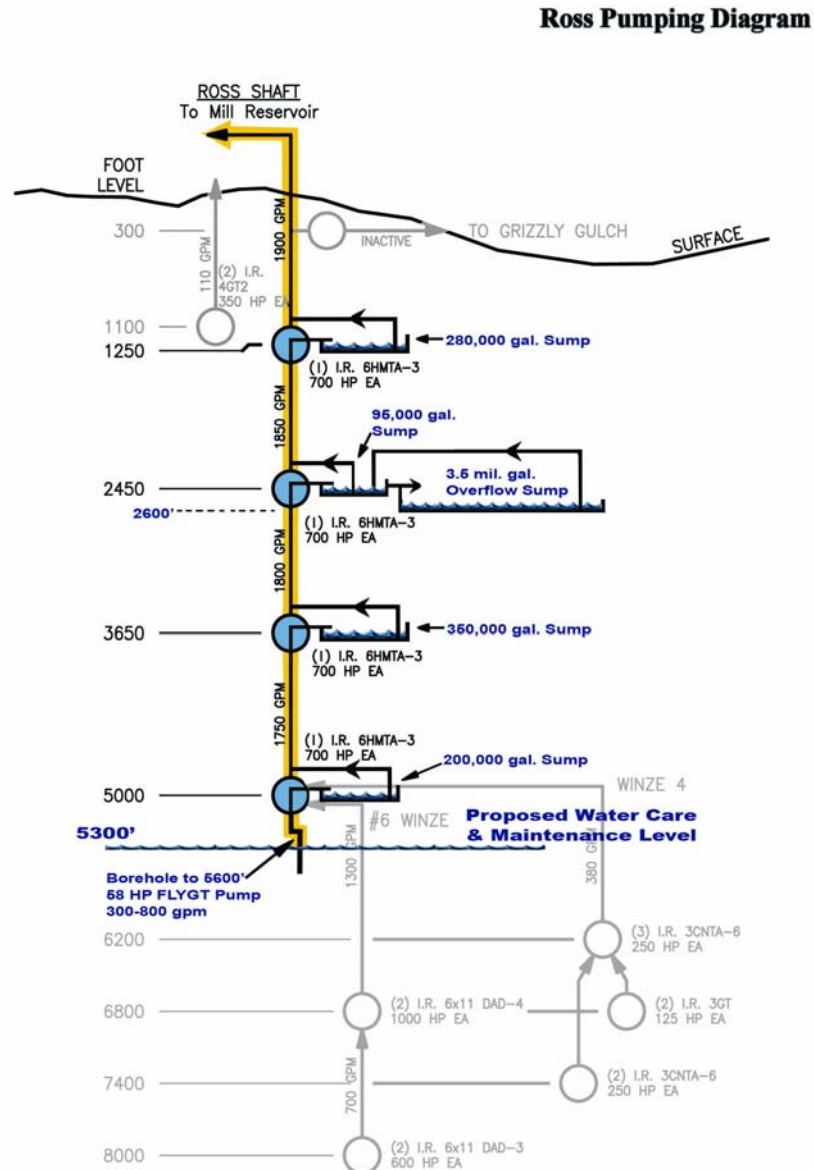 Ross Pumping Diagram
ROSS SHAFT
To Mill Reservoir
FOOT
LEVEL
300
110 GPM
(2) I.R.
4GT2
350 HP EA
1900 GPM
INACTIVE
TO GRIZZLY GULCH
SURFACE
1100
1250
280,000 gal. Sump
(1) I.R. 6HMTA-3
700 HP EA
1850 GPM
95,000 gal.
Sump
3.5 mil. gal.
Overflow Sump
2450
2600'
(1) I.R. 6HMTA-3
700 HP EA
1800 GPM
3650
350,000 gal. Sump
(1) I.R. 6HMTA-3
700 HP EA
1750 GPM
(1) I.R. 6HMTA-3
700 HP EA
200,000 gal. Sump
5000
WINZE 4
#6 WINZE
Proposed Water Care
& Maintenance Level
5300'
Borehole to 5600'
58 HP FLYGT Pump
300-800 gpm
1300 GPM
380 GPM
6200
(3) I.R. 3CNTA-6
250 HP EA
6800
(2) I.R. 6x11 DAD-4
1000 HP EA
(2) I.R. 3GT
125 HP EA
7400
700 GPM
(2) I.R. 3CNTA-6
250 HP EA
8000
(2) I.R. 6x11 DAD-3
600 HP EA